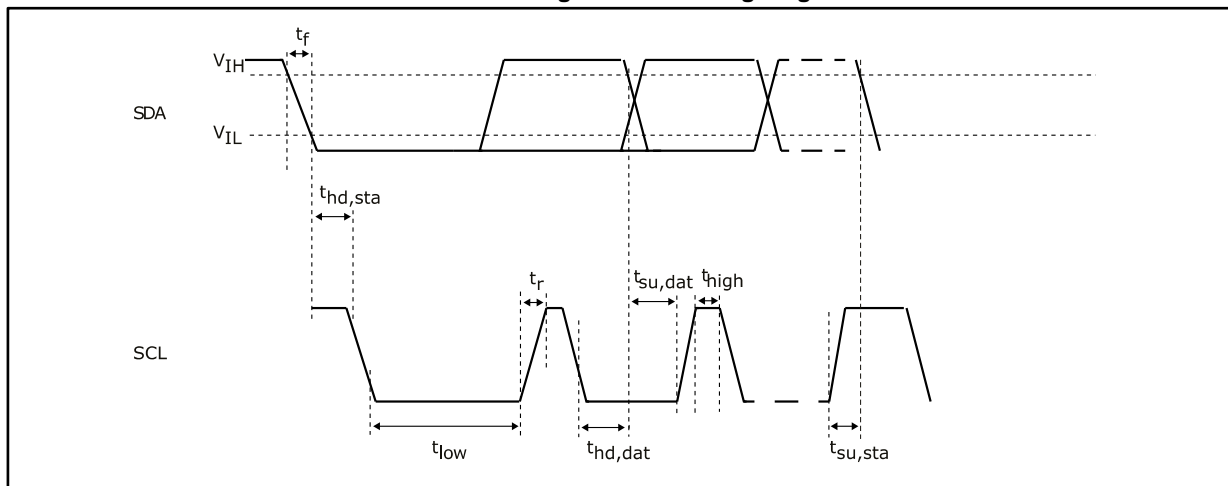 t_f
V_IH
SDA
V_IL
t_hd,sta
t_r
t_su,dat
t_high
SCL
t_low
t_hd,dat
t_su,sta